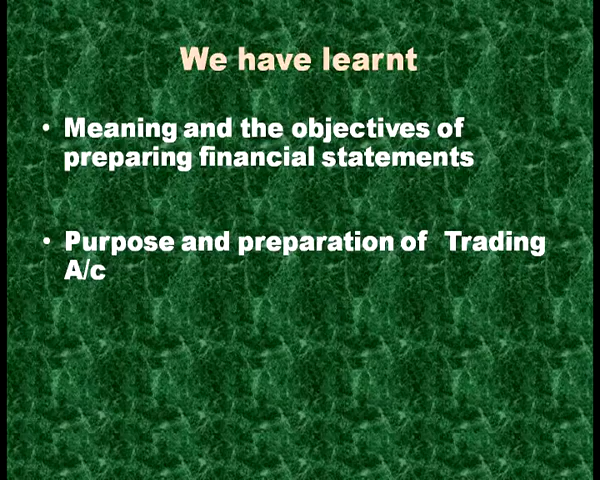 We have learnt
• Meaning and the objectives of
preparing financial statements
• Purpose and preparation of Trading
A/c